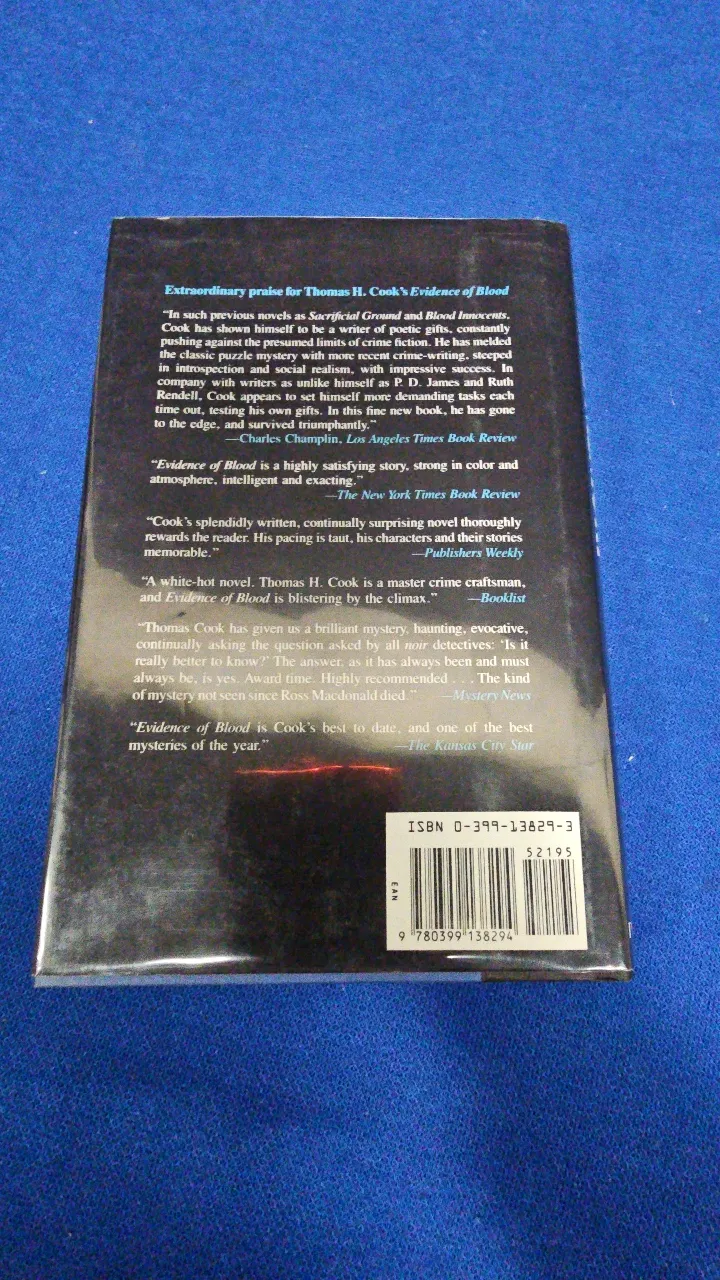 Extraordinary praise for Thomas H. Cook's Evidence of Blood
"In such previous novels as Sacrificial Ground and Blood Innocents,
Cook has shown himself to be a writer of poetic gifts, constantly
pushing against the presumed limits of crime fiction. He has melded
the classic puzzle mystery with more recent crime-writing, steeped
in introspection and social realism, with impressive success. In
company with writers as unlike himself as P. D. James and Ruth
Rendell, Cook appears to set himself more demanding tasks each
time out, testing his own gifts. In this fine new book, he has gone
to the edge, and survived triumphantly."
—Charles Champlin, Los Angeles Times Book Review
"Evidence of Blood is a highly satisfying story, strong in color and
atmosphere, intelligent and exacting."
—The New York Times Book Review
"Cook's splendidly written, continually surprising novel thoroughly
rewards the reader. His pacing is taut, his characters and their stories
memorable." —Publishers Weekly
"A white-hot novel. Thomas H. Cook is a master crime craftsman,
and Evidence of Blood is blistering by the climax." —Booklist
"Thomas Cook has given us a brilliant mystery, haunting, evocative,
continually asking the question asked by all noir detectives: 'Is it
really better to know?' The answer, as it has always been and must
always be, is yes. Award time. Highly recommended . . . The kind
of mystery not seen since Ross Macdonald died." —Mystery News
"Evidence of Blood is Cook's best to date, and one of the best
mysteries of the year." —The Kansas City Star
ISBN 0-399-13829-3
52195
EAN
9 780399 138294